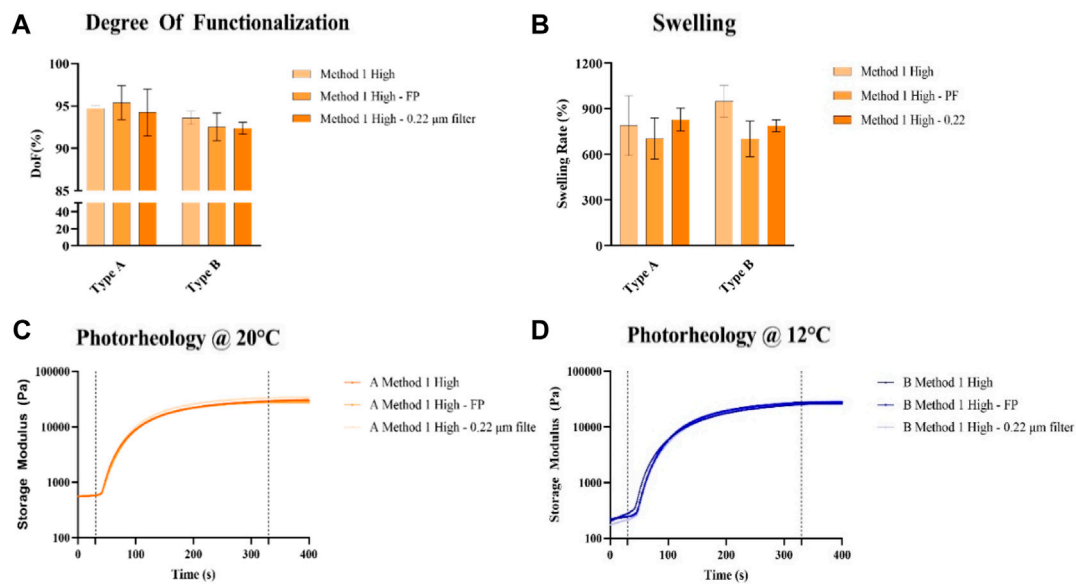 A
Degree Of Functionalization
100
95
90
85
40
20
0
DoF(%)
Type A
Type B
Method 1 High
Method 1 High - FP
Method 1 High - 0.22 μm filter
B
Swelling
1200
900
600
300
0
Swelling Rate (%)
Type A
Type B
Method 1 High
Method 1 High - PF
Method 1 High - 0.22
C
Photorheology @ 20°C
100000
10000
1000
100
Storage Modulus (Pa)
0 100 200 300 400
Time (s)
A Method 1 High
A Method 1 High - FP
A Method 1 High - 0.22 μm filte
D
Photorheology @ 12°C
100000
10000
1000
100
Storage Modulus (Pa)
0 100 200 300 400
Time (s)
B Method 1 High
B Method 1 High - FP
B Method 1 High - 0.22 μm filter